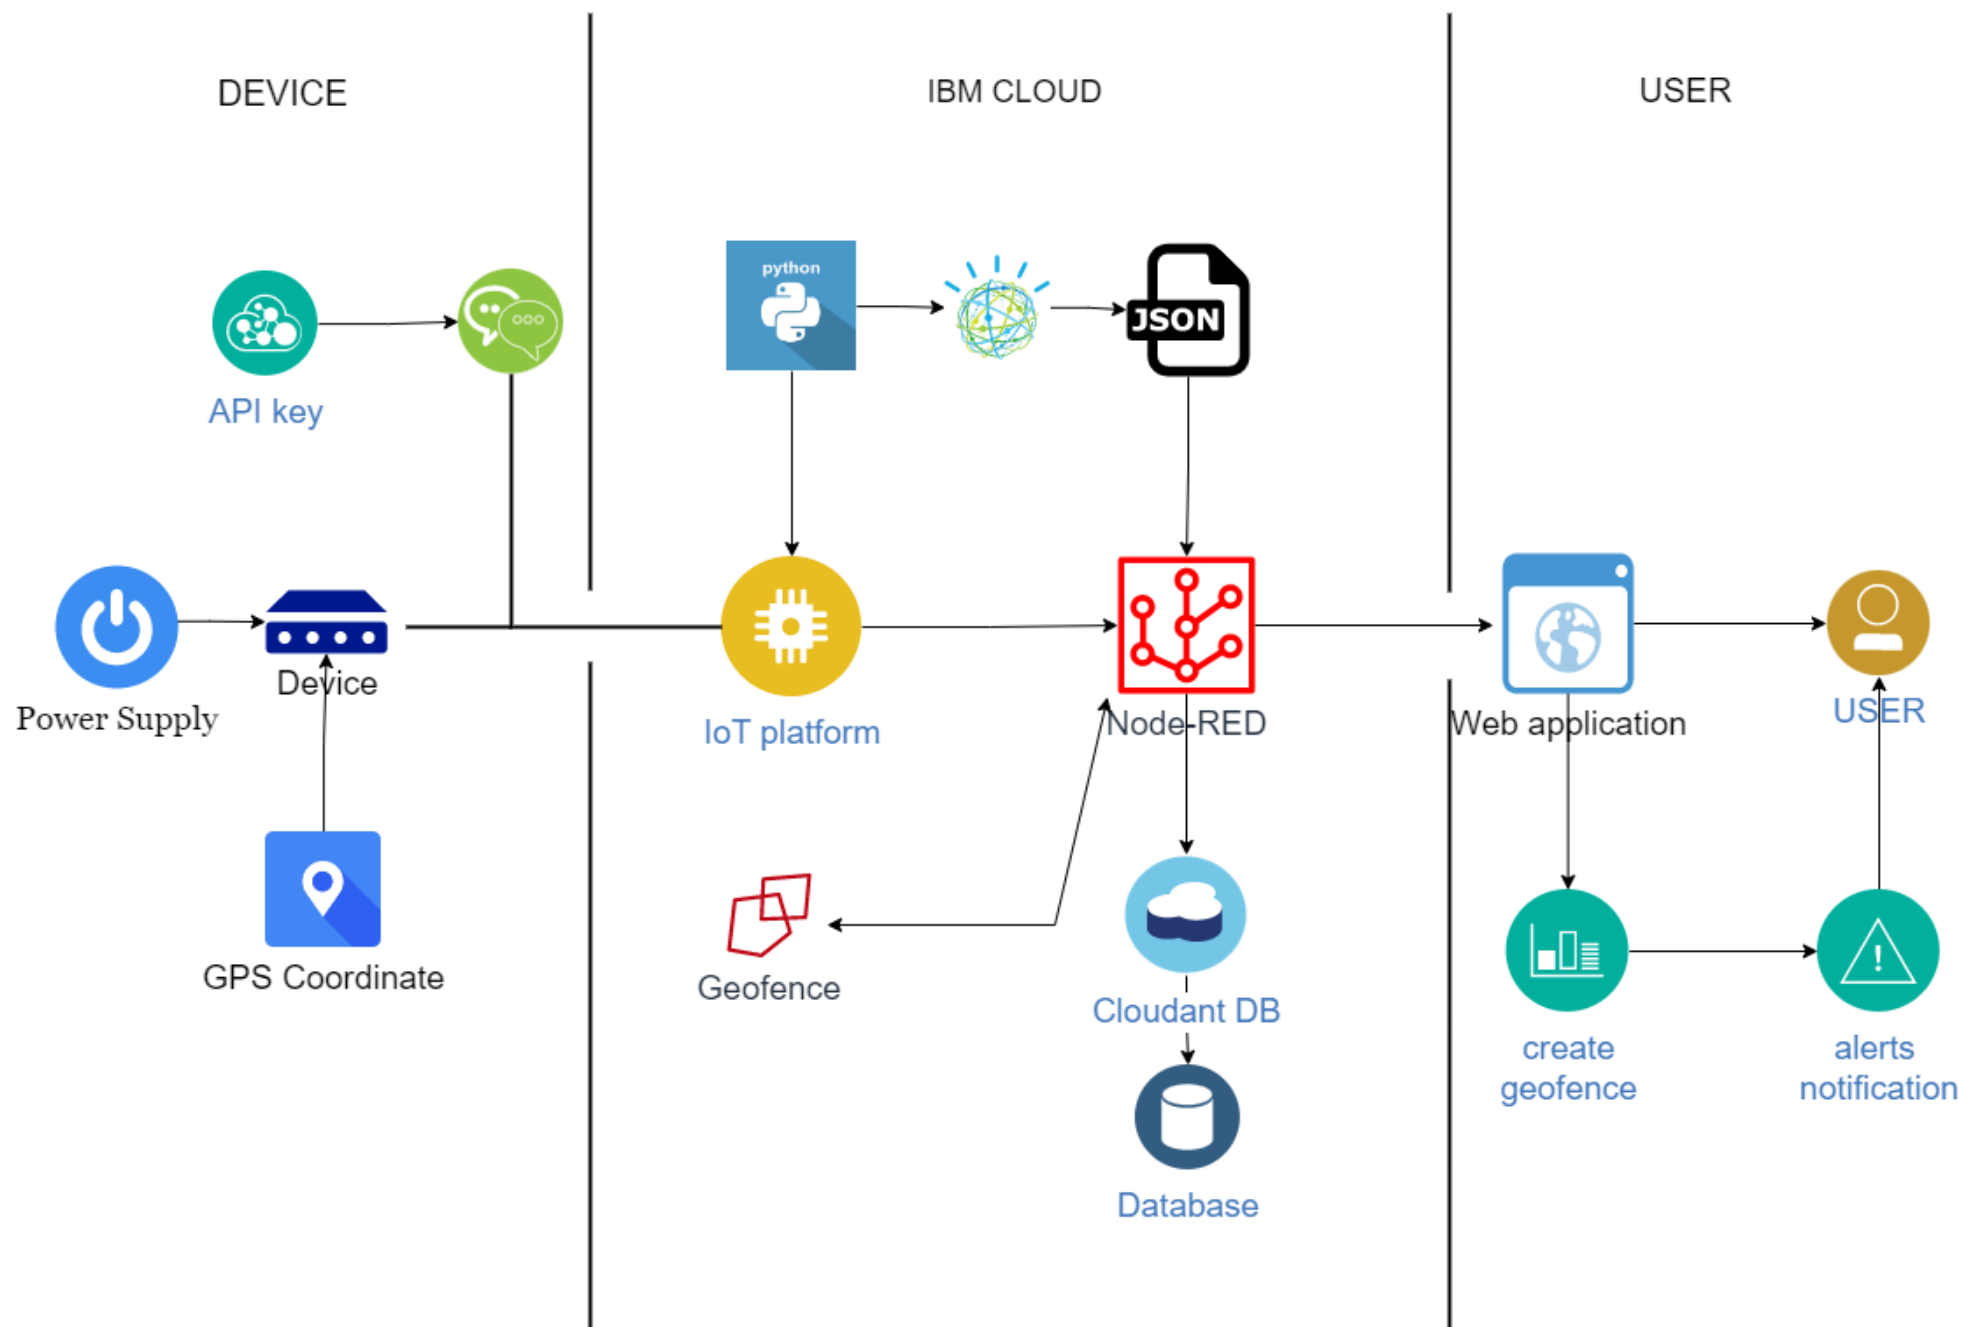 DEVICE
IBM CLOUD
USER
python
JSON
API key
Device
Power Supply
IoT platform
Node-RED
Web application
USER
GPS Coordinate
Geofence
Cloudant DB
create
geofence
alerts
notification
Database